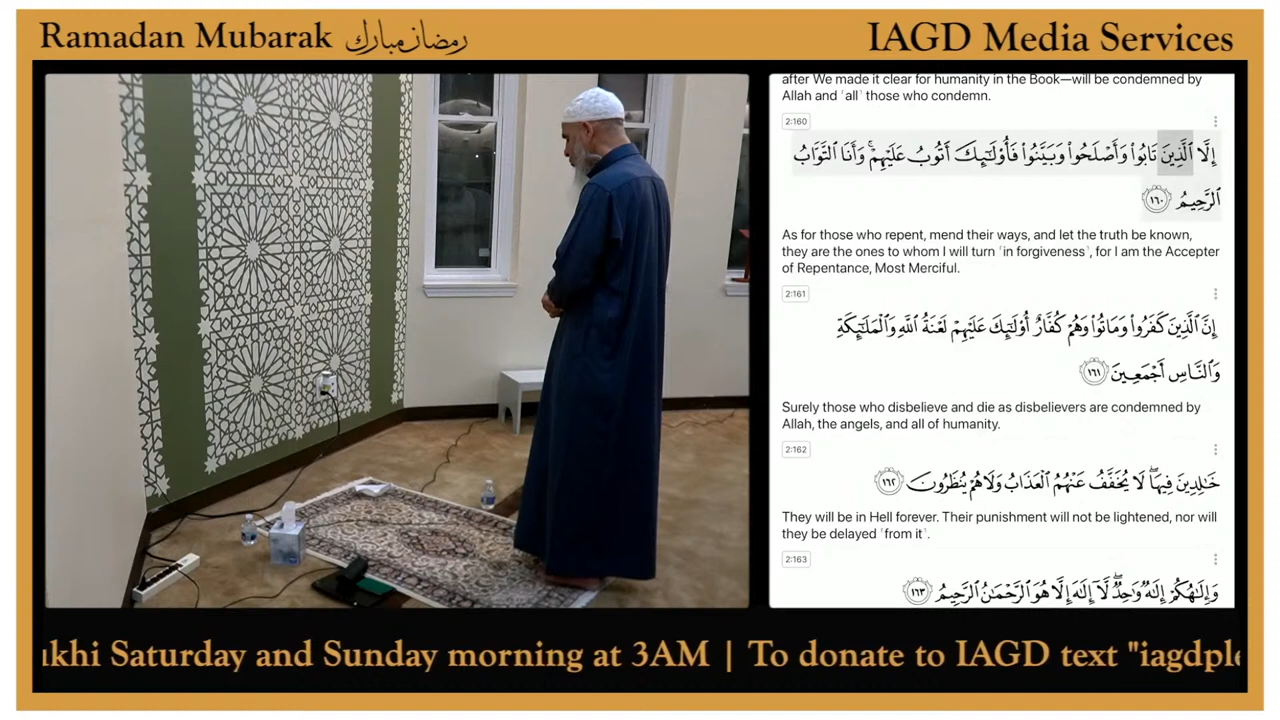 Ramadan Mubarak رمضان مبارك
IAGD Media Services
after We made it clear for humanity in the Book—will be condemned by
Allah and ˹all˺ those who condemn.
2:160
إِلَّا ٱلَّذِينَ تَابُوا۟ وَأَصْلَحُوا۟ وَبَيَّنُوا۟ فَأُو۟لَـٰٓئِكَ أَتُوبُ عَلَيْهِمْ ۚ وَأَنَا ٱلتَّوَّابُ
ٱلرَّحِيمُ ١٦٠
As for those who repent, mend their ways, and let the truth be known,
they are the ones to whom I will turn ˹in forgiveness˺, for I am the Accepter
of Repentance, Most Merciful.
2:161
إِنَّ ٱلَّذِينَ كَفَرُوا۟ وَمَاتُوا۟ وَهُمْ كُفَّارٌ أُو۟لَـٰٓئِكَ عَلَيْهِمْ لَعْنَةُ ٱللَّهِ وَٱلْمَلَـٰٓئِكَةِ
وَٱلنَّاسِ أَجْمَعِينَ ١٦١
Surely those who disbelieve and die as disbelievers are condemned by
Allah, the angels, and all of humanity.
2:162
خَـٰلِدِينَ فِيهَا ۖ لَا يُخَفَّفُ عَنْهُمُ ٱلْعَذَابُ وَلَا هُمْ يُنظَرُونَ ١٦٢
They will be in Hell forever. Their punishment will not be lightened, nor will
they be delayed ˹from it˺.
2:163
وَإِلَـٰهُكُمْ إِلَـٰهٌ وَٰحِدٌ ۖ لَّآ إِلَـٰهَ إِلَّا هُوَ ٱلرَّحْمَـٰنُ ٱلرَّحِيمُ ١٦٣
ukhi Saturday and Sunday morning at 3AM | To donate to IAGD text "iagdple